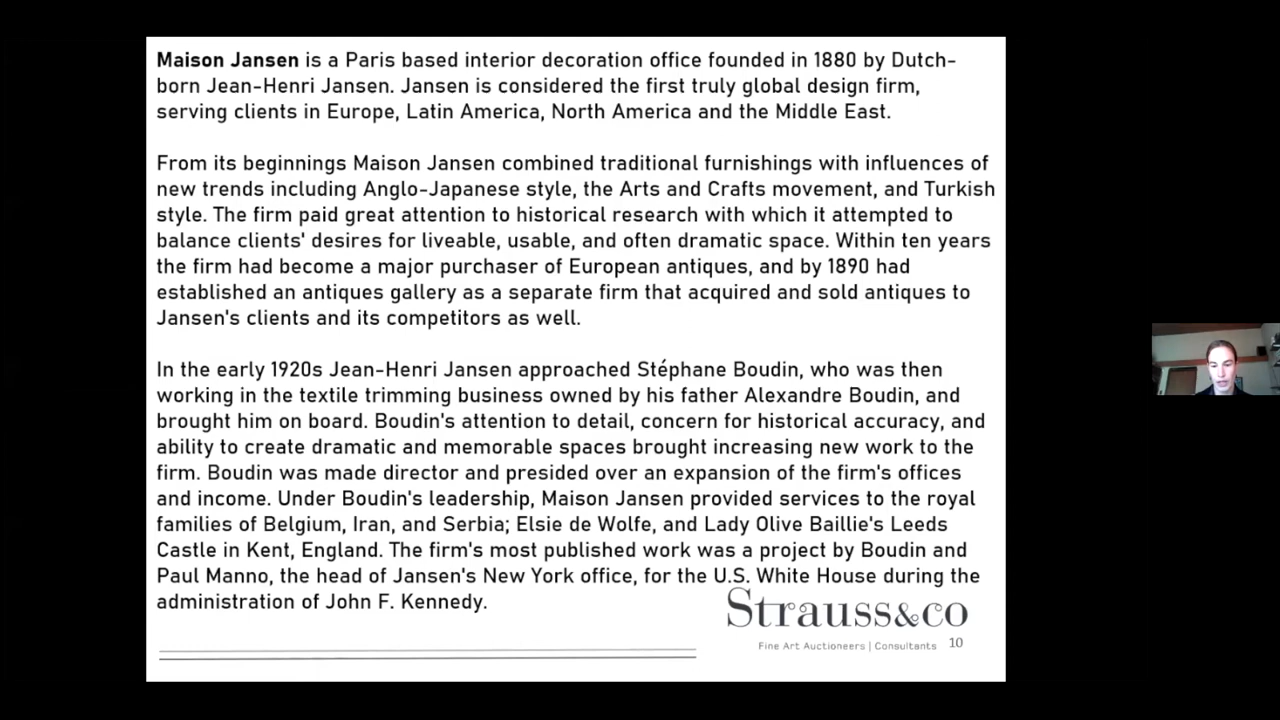 Maison Jansen is a Paris based interior decoration office founded in 1880 by Dutch-
born Jean-Henri Jansen. Jansen is considered the first truly global design firm,
serving clients in Europe, Latin America, North America and the Middle East.
From its beginnings Maison Jansen combined traditional furnishings with influences of
new trends including Anglo-Japanese style, the Arts and Crafts movement, and Turkish
style. The firm paid great attention to historical research with which it attempted to
balance clients' desires for liveable, usable, and often dramatic space. Within ten years
the firm had become a major purchaser of European antiques, and by 1890 had
established an antiques gallery as a separate firm that acquired and sold antiques to
Jansen's clients and its competitors as well.
In the early 1920s Jean-Henri Jansen approached Stéphane Boudin, who was then
working in the textile trimming business owned by his father Alexandre Boudin, and
brought him on board. Boudin's attention to detail, concern for historical accuracy, and
ability to create dramatic and memorable spaces brought increasing new work to the
firm. Boudin was made director and presided over an expansion of the firm's offices
and income. Under Boudin's leadership, Maison Jansen provided services to the royal
families of Belgium, Iran, and Serbia; Elsie de Wolfe, and Lady Olive Baillie's Leeds
Castle in Kent, England. The firm's most published work was a project by Boudin and
Paul Manno, the head of Jansen's New York office, for the U.S. White House during the
administration of John F. Kennedy.
Strauss&co
Fine Art Auctioneers | Consultants 10